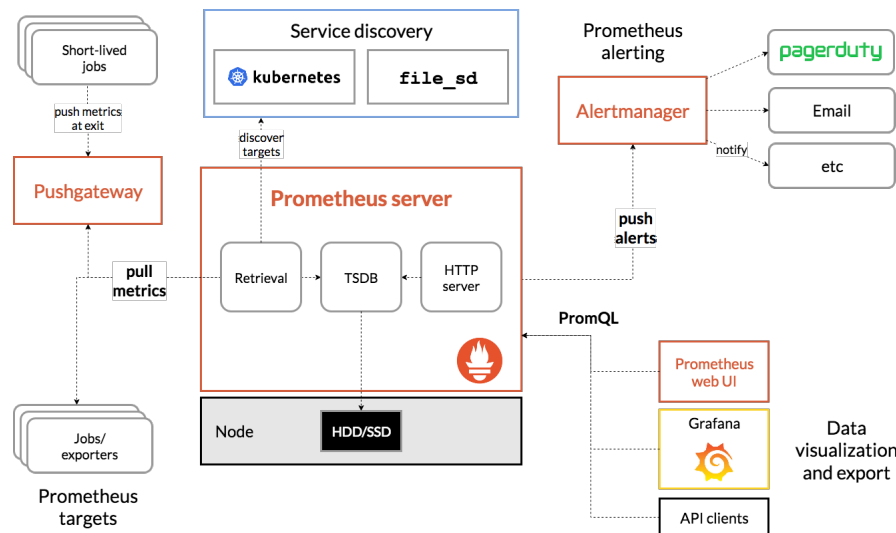 Short-lived
jobs
push metrics
at exit
Pushgateway
pull
metrics
Jobs/
exporters
Prometheus
targets
Service discovery
kubernetes
file_sd
discover
targets
Prometheus server
Retrieval
TSDB
HTTP
server
Node
HDD/SSD
Prometheus
alerting
Alertmanager
pagerduty
Email
notify
etc
push
alerts
PromQL
Prometheus
web UI
Grafana
API clients
Data
visualization
and export